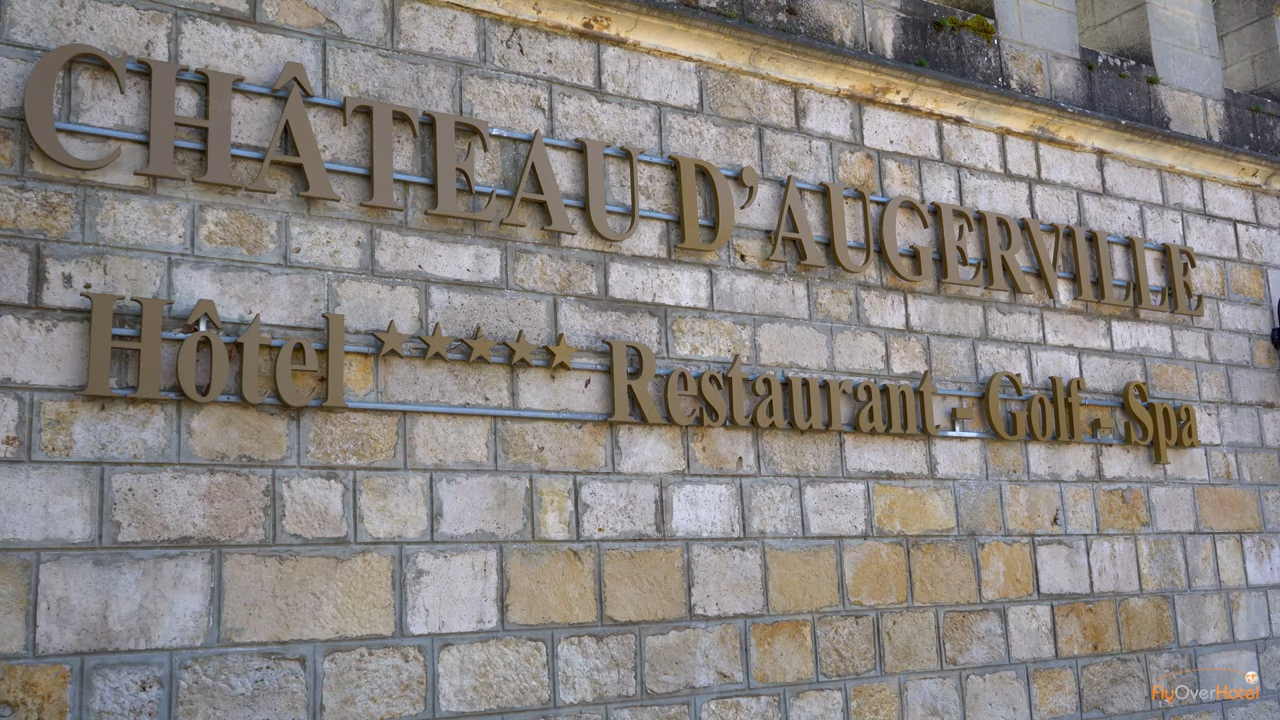 CHÂTEAU D'AUGERVILLE
Hôtel ★★★★★ Restaurant - Golf - Spa
FlyOverHotel